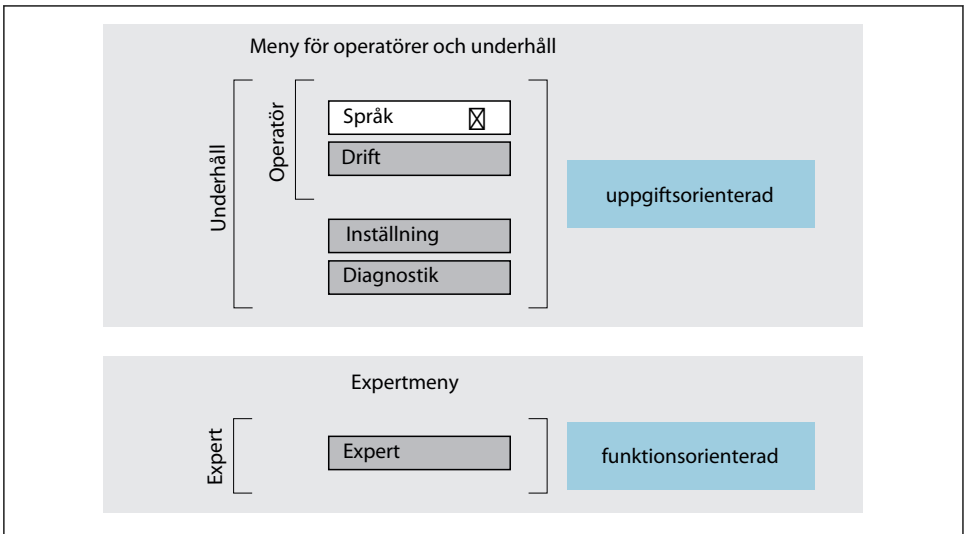 Meny för operatörer och underhåll
Underhåll
Operatör
Språk
Drift
Inställning
Diagnostik
uppgiftsorienterad
Expertmeny
Expert
Expert
funktionsorienterad